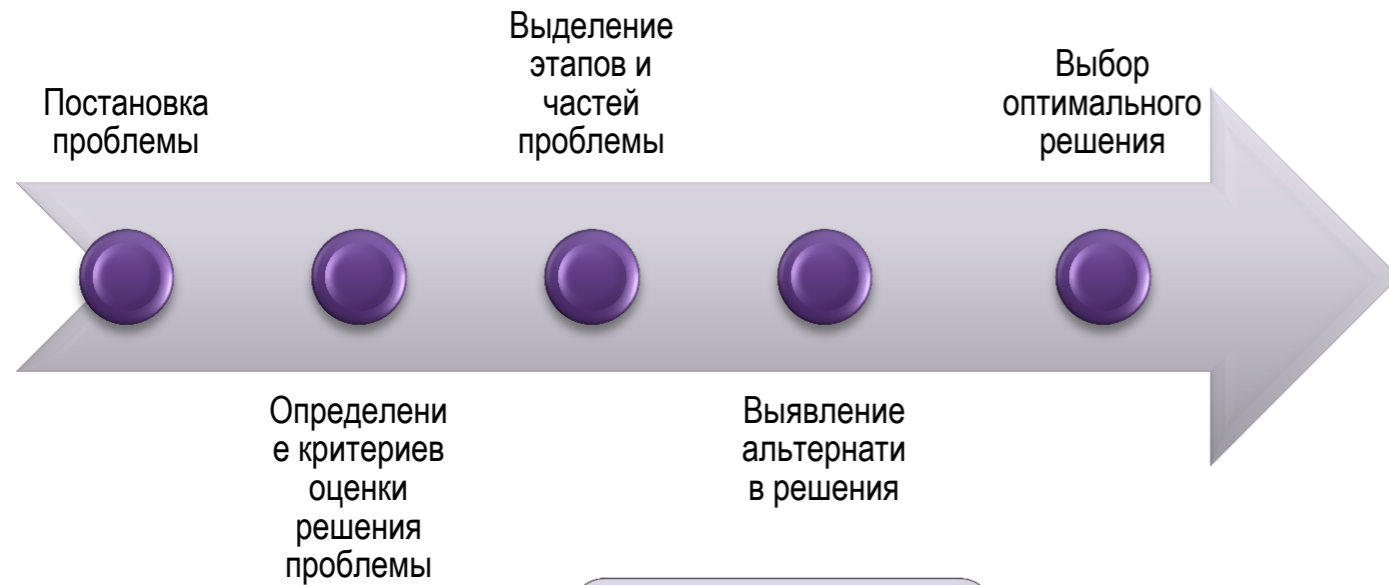 Постановка
проблемы
Определени
е критериев
оценки
решения
проблемы
Выделение
этапов и
частей
проблемы
Выявление
альтернати
в решения
Выбор
оптимального
решения